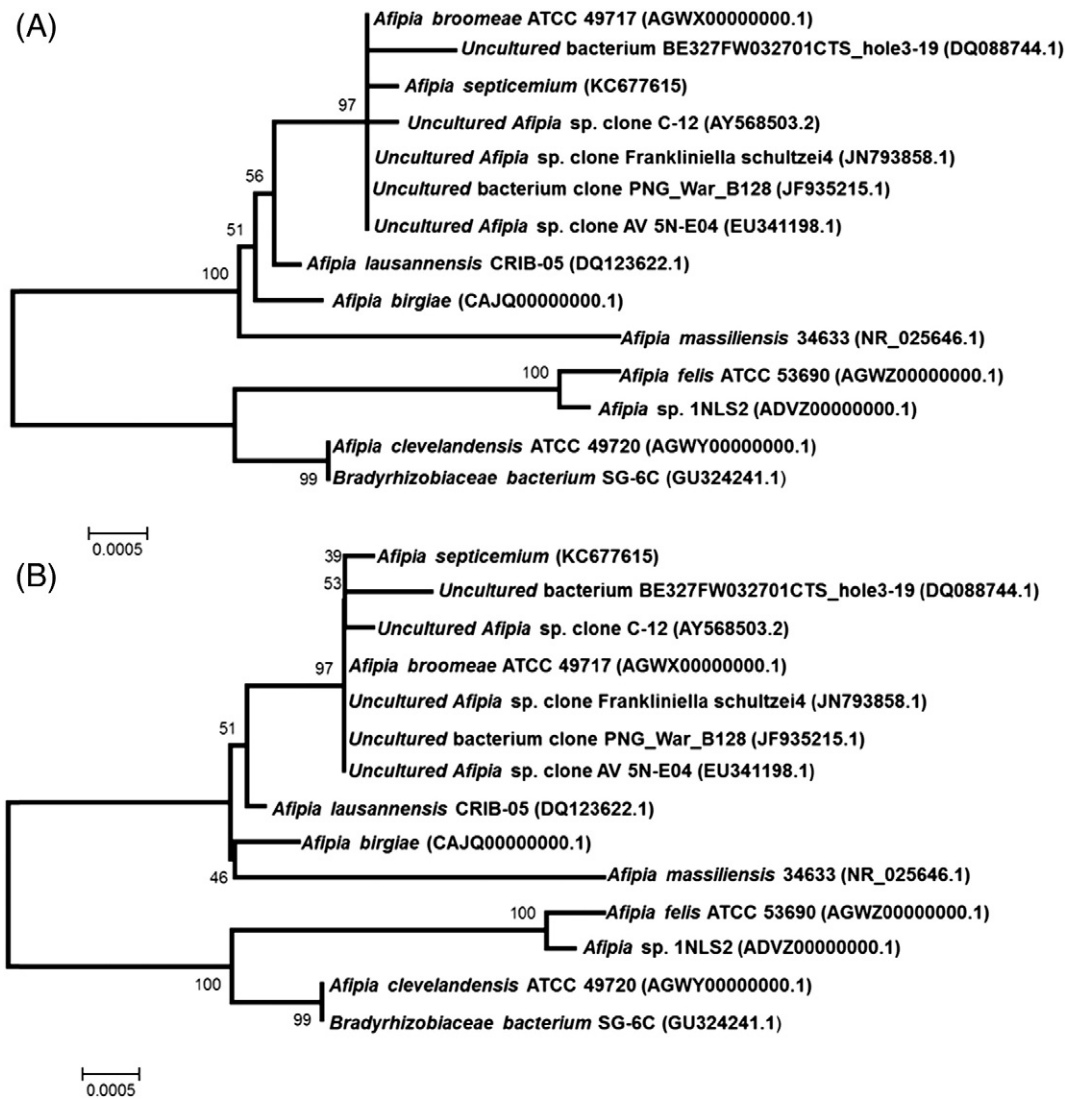 (A)
Afipia broomeae ATCC 49717 (AGWX00000000.1)
Uncultured bacterium BE327FW032701CTS_hole3-19 (DQ088744.1)
Afipia septicemium (KC677615)
97
Uncultured Afipia sp. clone C-12 (AY568503.2)
Uncultured Afipia sp. clone Frankliniella schultzei4 (JN793858.1)
56
Uncultured bacterium clone PNG_War_B128 (JF935215.1)
51
Uncultured Afipia sp. clone AV 5N-E04 (EU341198.1)
100
Afipia lausannensis CRIB-05 (DQ123622.1)
Afipia birgiae (CAJQ00000000.1)
Afipia massiliensis 34633 (NR_025646.1)
100
Afipia felis ATCC 53690 (AGWZ00000000.1)
Afipia sp. 1NLS2 (ADVZ00000000.1)
Afipia clevelandensis ATCC 49720 (AGWY00000000.1)
99
Bradyrhizobiaceae bacterium SG-6C (GU324241.1)
0.0005
(B)
39
Afipia septicemium (KC677615)
53
Uncultured bacterium BE327FW032701CTS_hole3-19 (DQ088744.1)
Uncultured Afipia sp. clone C-12 (AY568503.2)
97
Afipia broomeae ATCC 49717 (AGWX00000000.1)
Uncultured Afipia sp. clone Frankliniella schultzei4 (JN793858.1)
51
Uncultured bacterium clone PNG_War_B128 (JF935215.1)
Uncultured Afipia sp. clone AV 5N-E04 (EU341198.1)
Afipia lausannensis CRIB-05 (DQ123622.1)
Afipia birgiae (CAJQ00000000.1)
46
Afipia massiliensis 34633 (NR_025646.1)
100
Afipia felis ATCC 53690 (AGWZ00000000.1)
Afipia sp. 1NLS2 (ADVZ00000000.1)
100
Afipia clevelandensis ATCC 49720 (AGWY00000000.1)
99
Bradyrhizobiaceae bacterium SG-6C (GU324241.1)
0.0005